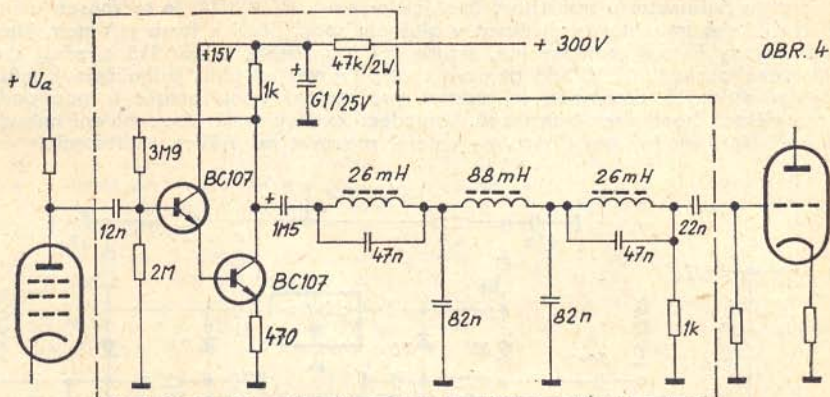 + 300V
OBR. 4
+15V
47k/2W
+ Ua
1k
+
G1/25V
3M9
BC107
26mH
88mH
26mH
+
12n
1M5
47n
47n
22n
2M
BC107
82n
82n
1k
470